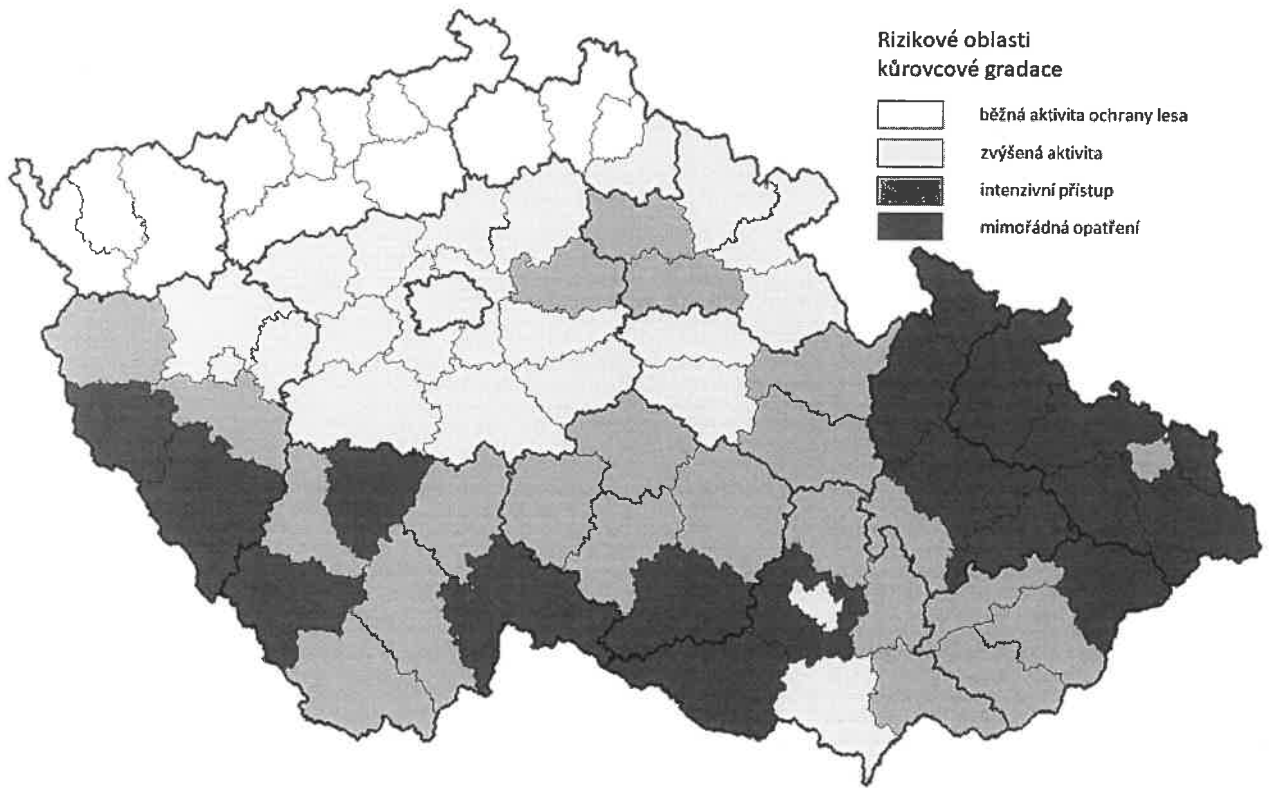 Rizikové oblasti
kůrovcové gradace
běžná aktivita ochrany lesa
zvýšená aktivita
intenzivní přístup
mimořádná opatření